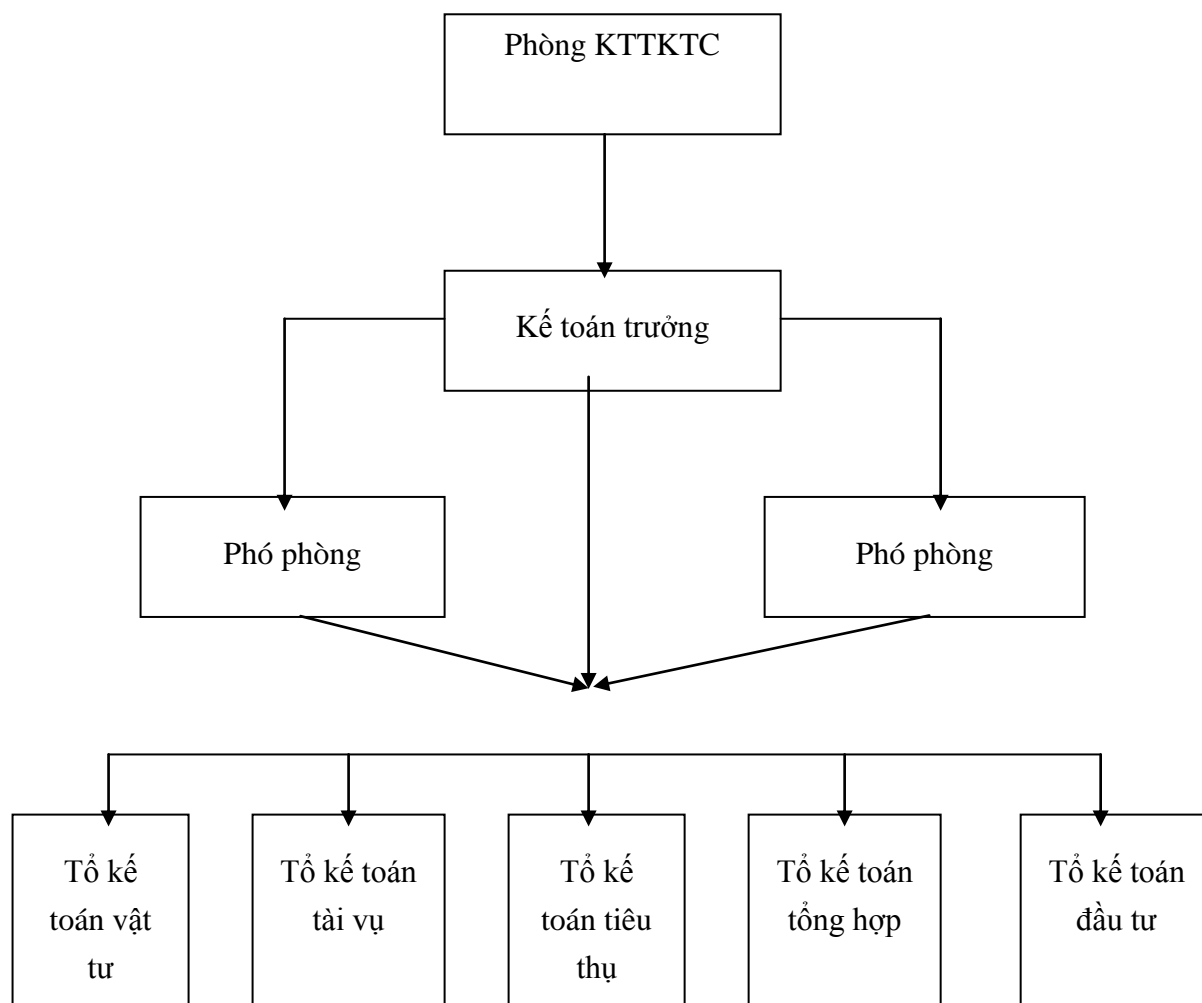 Phòng KTTKTC
Kế toán trưởng
Phó phòng
Phó phòng
Tổ kế
toán vật
tư
Tổ kế toán
tài vụ
Tổ kế
toán tiêu
thụ
Tổ kế toán
tổng hợp
Tổ kế toán
đầu tư